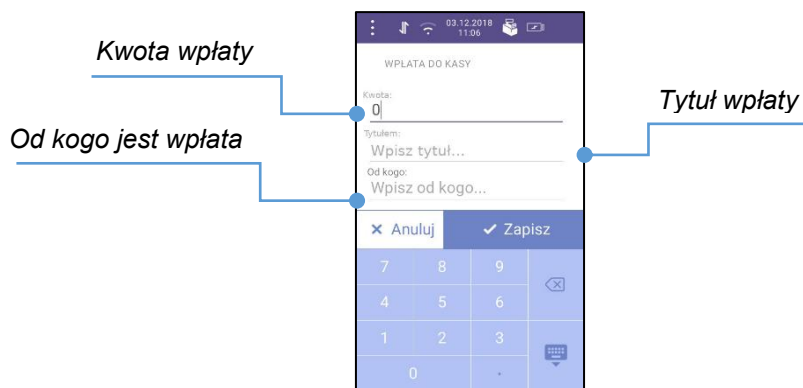 03.12.2018
11:06
Kwota wpłaty
WPŁATA DO KASY
Kwota:
0
Tytuł wpłaty
Tytułem:
Wpisz tytuł...
Od kogo jest wpłata
Od kogo:
Wpisz od kogo...
× Anuluj ✓ Zapisz
7 8 9
4 5 6
1 2 3
0 .